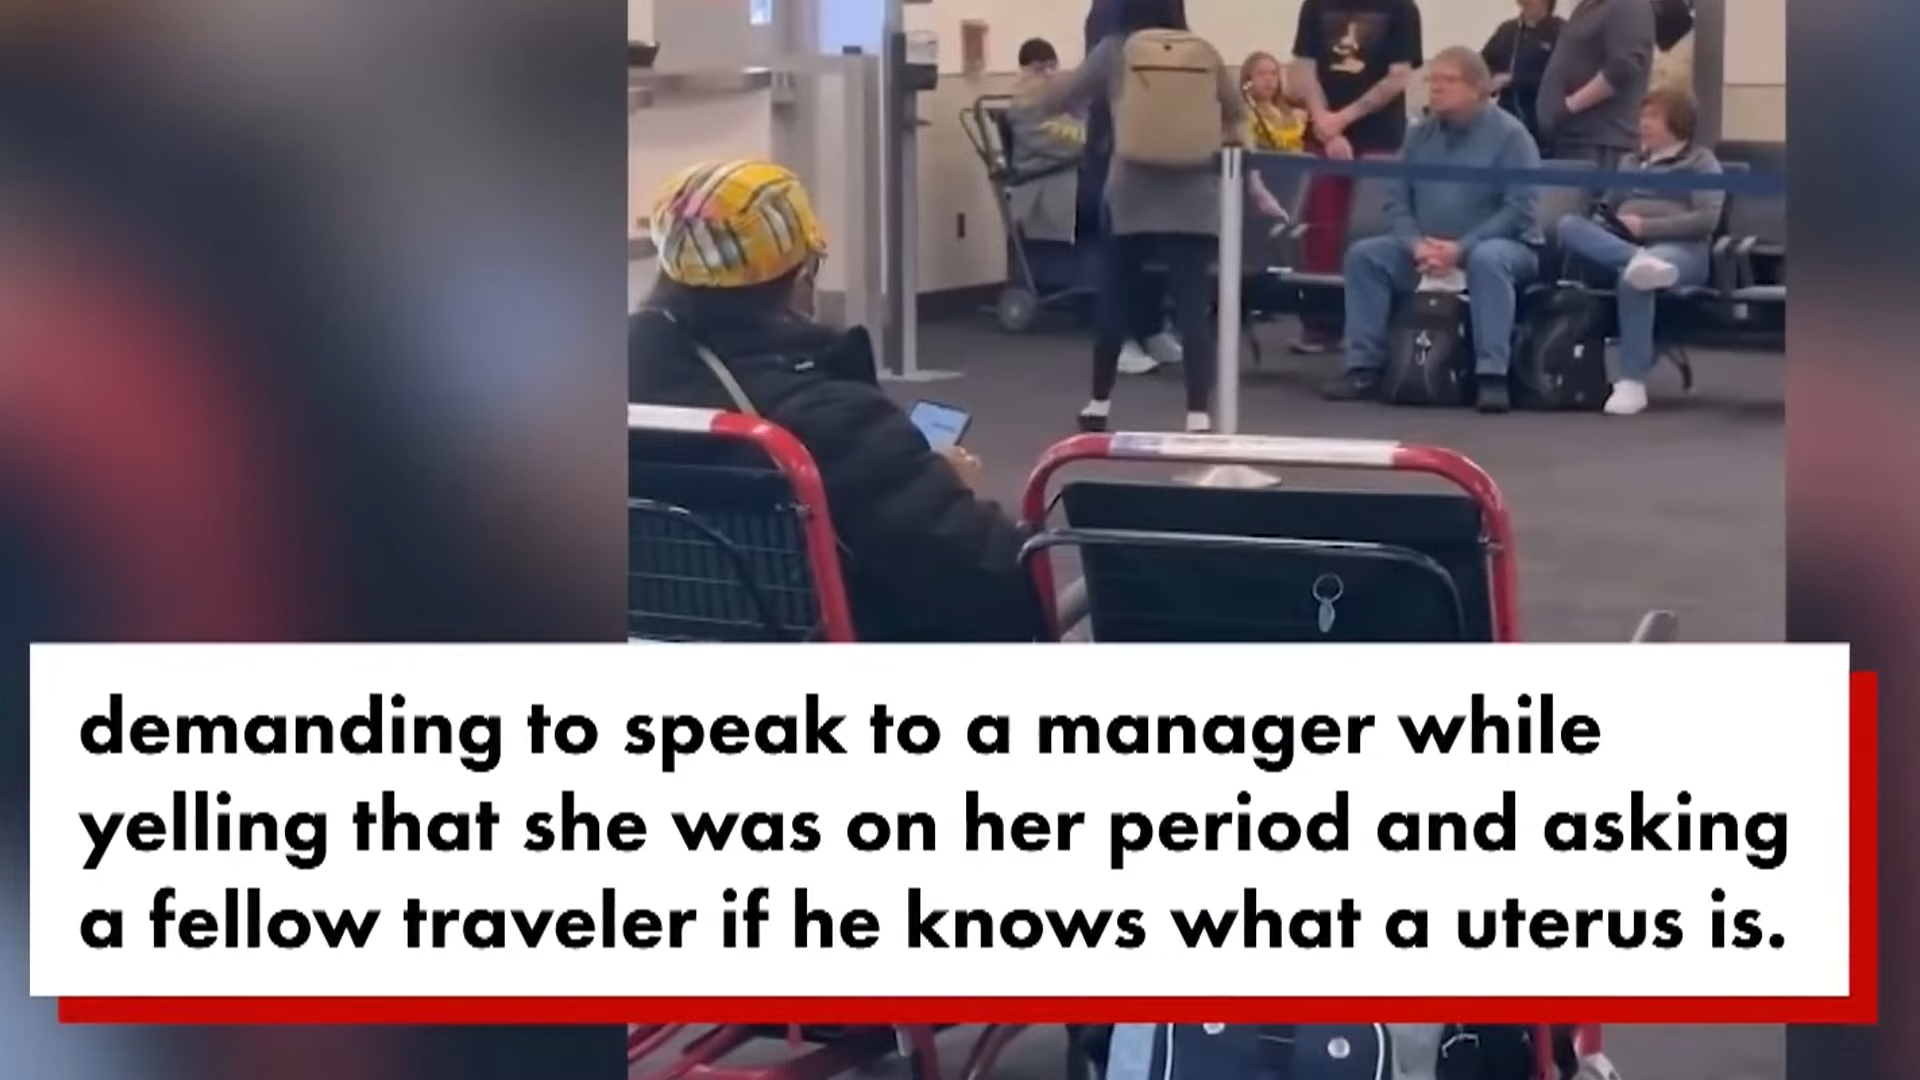 demanding to speak to a manager while
yelling that she was on her period and asking
a fellow traveler if he knows what a uterus is.